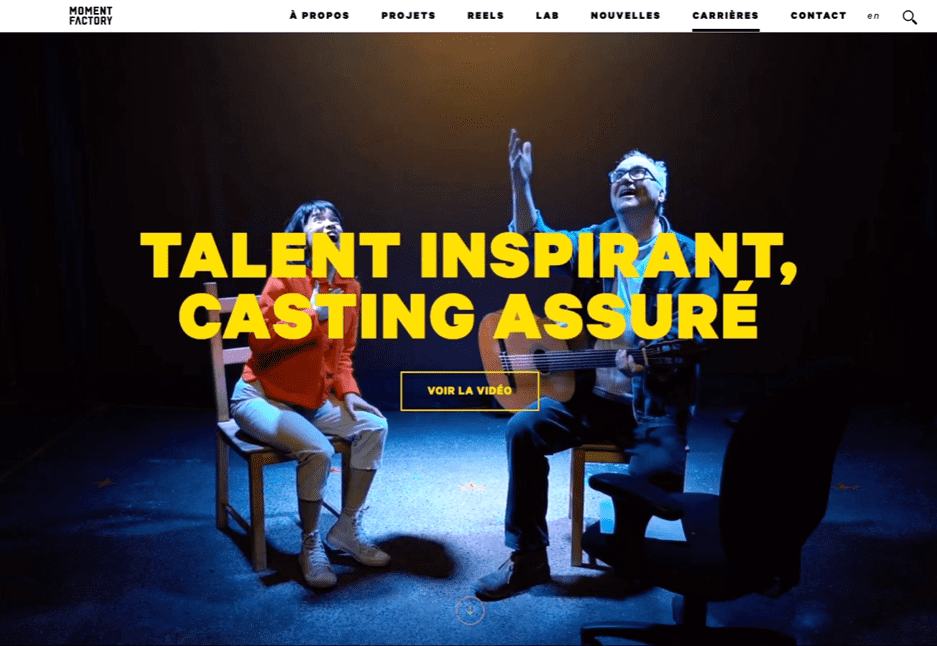 MOMENT
FACTORY
À PROPOS PROJETS REELS LAB NOUVELLES CARRIÈRES CONTACT en
TALENT INSPIRANT,
CASTING ASSURÉ
VOIR LA VIDÉO